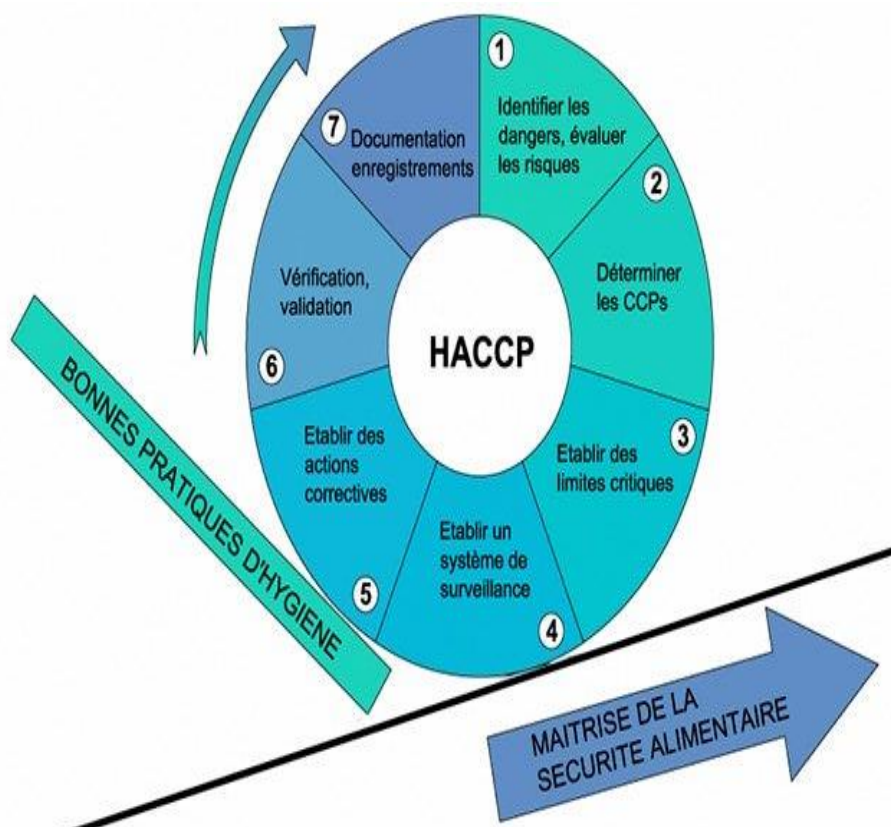 1
Identifier les
dangers, évaluer
les risques
2
Déterminer
les CCPs
3
Etablir des
limites critiques
4
Etablir un
système de
surveillance
5
Etablir des
actions
correctives
6
Vérification,
validation
7
Documentation
enregistrements
HACCP
BONNES PRATIQUES D'HYGIENE
MAITRISE DE LA
SECURITE ALIMENTAIRE